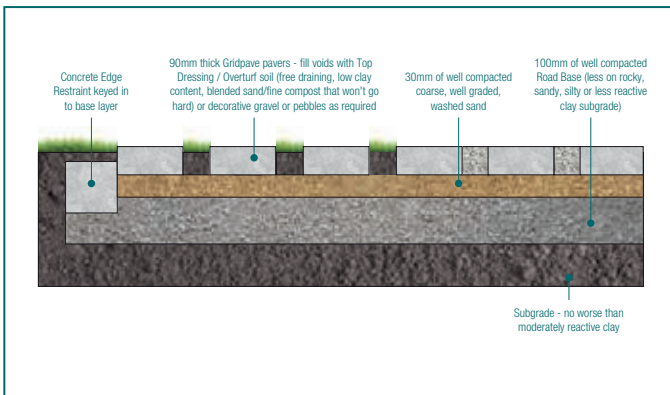 Concrete Edge
Restraint keyed in
to base layer
90mm thick Gridpave pavers - fill voids with Top
Dressing / Overturf soil (free draining, low clay
content, blended sand/fine compost that won't go
hard) or decorative gravel or pebbles as required
30mm of well compacted
coarse, well graded,
washed sand
100mm of well compacted
Road Base (less on rocky,
sandy, silty or less reactive
clay subgrade)
Subgrade - no worse than
moderately reactive clay